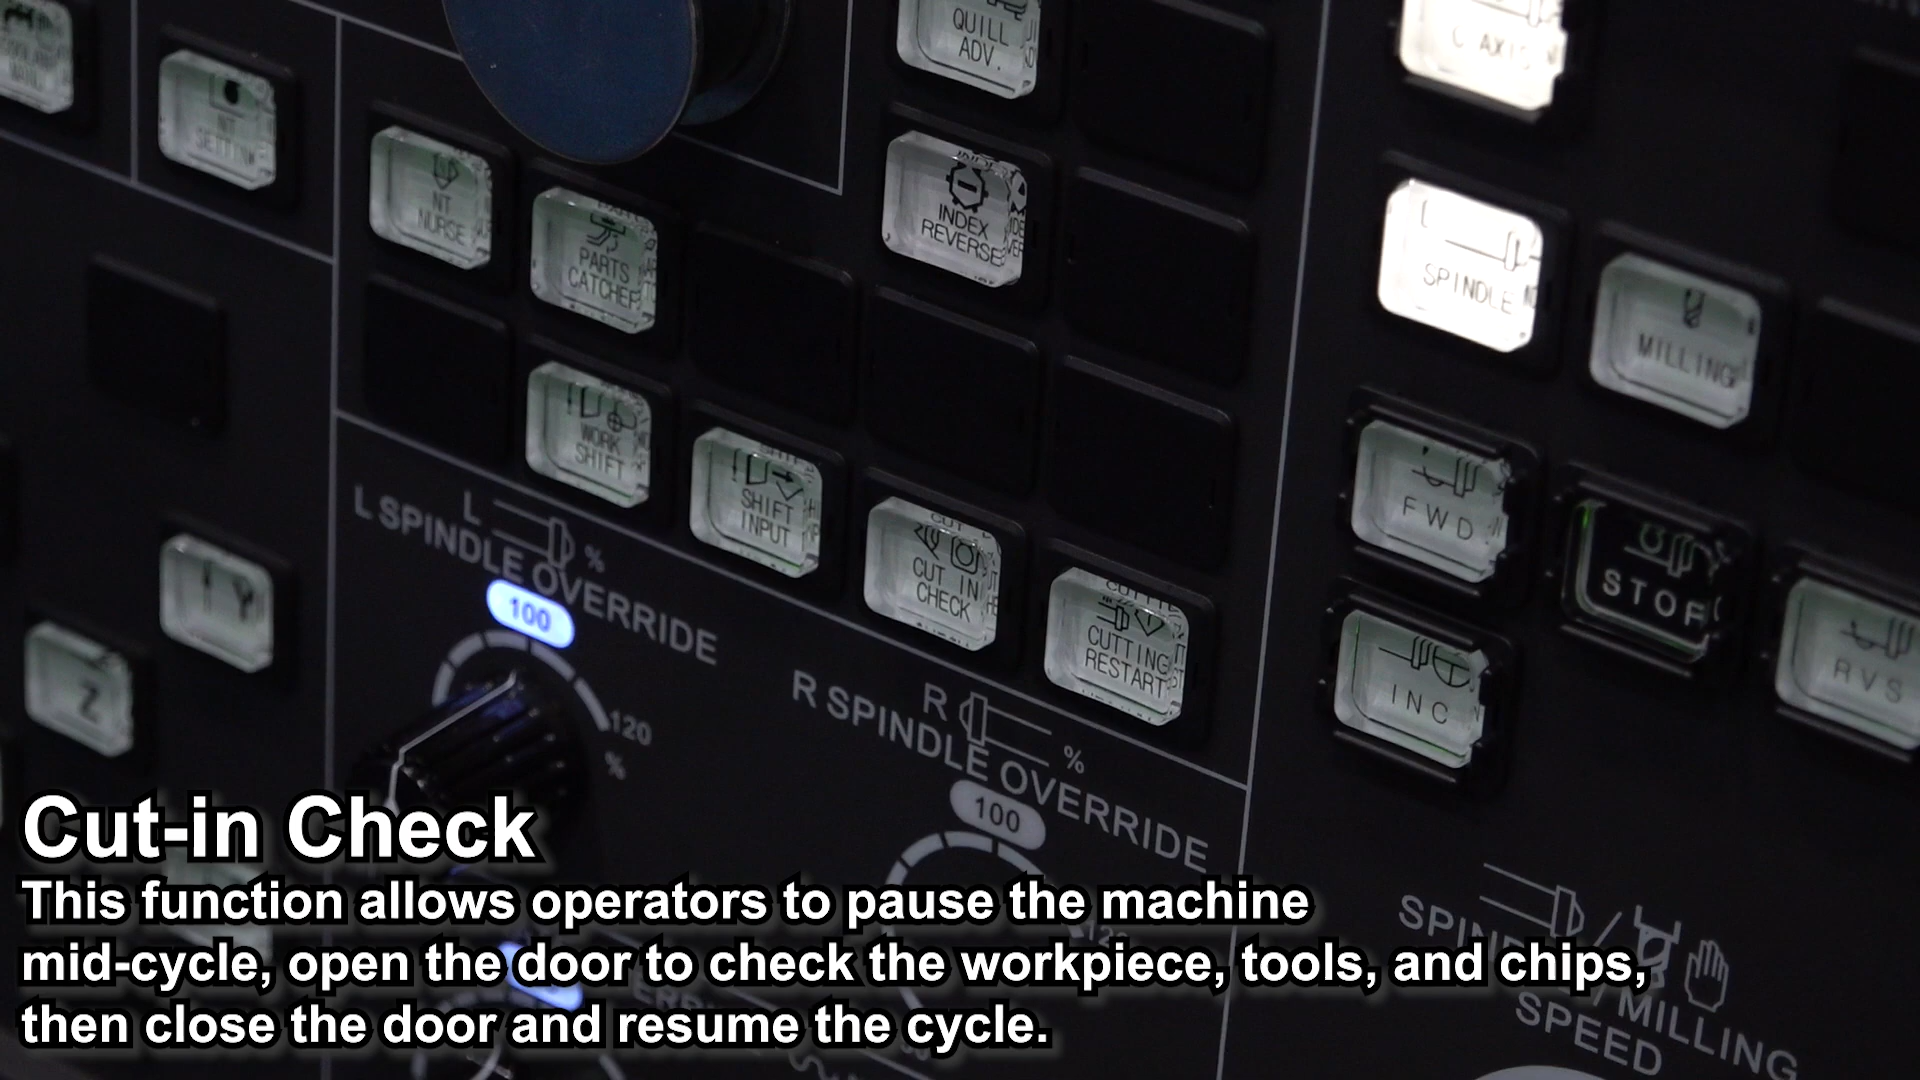 QUILL
ADV.
C AXIS
NT
SETTING
NT
NURSE
PARTS
CATCHER
INDEX
REVERSE
L
SPINDLE
MILLING
WORK
SHIFT
SHIFT
INPUT
CUT IN
CHECK
CUTTING
RESTART
FWD
STOP
INC
RVS
Y
Z
L
%
L SPINDLE OVERRIDE
100
120
%
R
%
R SPINDLE OVERRIDE
100
SPINDLE / MILLING
SPEED
Cut-in Check
This function allows operators to pause the machine
mid-cycle, open the door to check the workpiece, tools, and chips,
then close the door and resume the cycle.